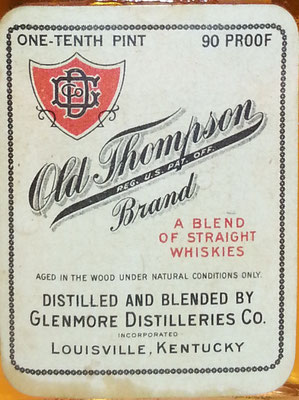 ONE-TENTH PINT 90 PROOF
Old Thompson
REG. U.S. PAT. OFF.
Brand
A BLEND
OF STRAIGHT
WHISKIES
AGED IN THE WOOD UNDER NATURAL CONDITIONS ONLY.
DISTILLED AND BLENDED BY
GLENMORE DISTILLERIES CO.
INCORPORATED
LOUISVILLE, KENTUCKY